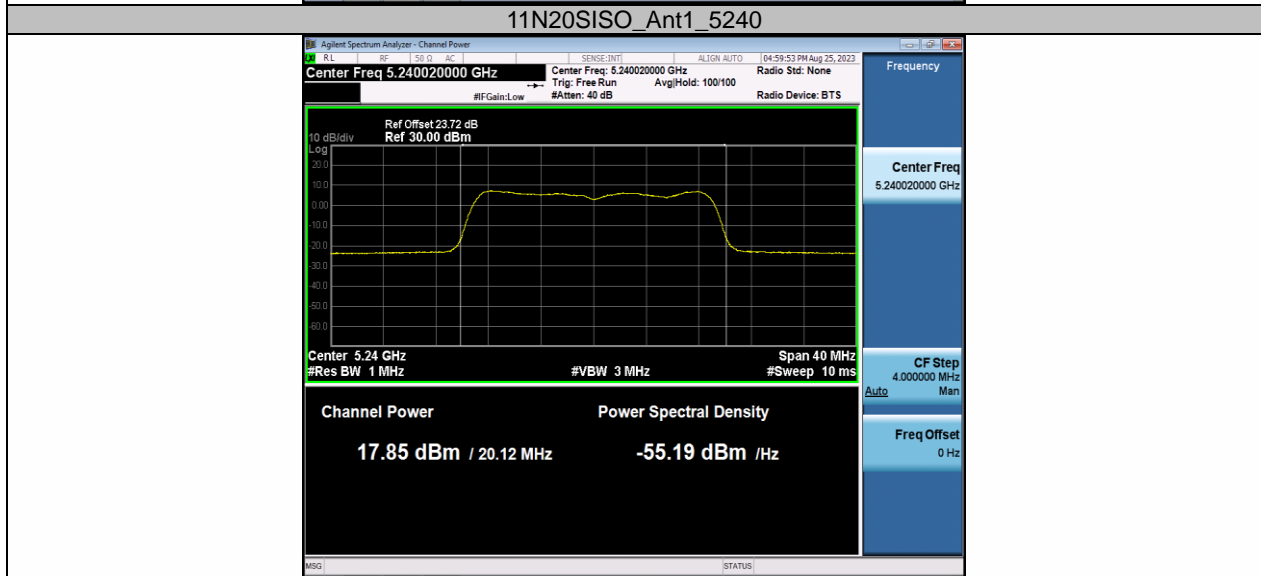 11N20SISO_Ant1_5240
Agilent Spectrum Analyzer - Channel Power
RL RF 50 Ω AC SENSE:INT ALIGN AUTO 04:59:53 PM Aug 25, 2023
Center Freq 5.240020000 GHz
Center Freq: 5.240020000 GHz Radio Std: None
Trig: Free Run Avg|Hold: 100/100
#IFGain:Low #Atten: 40 dB Radio Device: BTS
Frequency
Ref Offset 23.72 dB
10 dB/div Ref 30.00 dBm
Log
20.0
10.0
0.00
-10.0
-20.0
-30.0
-40.0
-50.0
-60.0
Center 5.24 GHz Span 40 MHz
#Res BW 1 MHz #VBW 3 MHz #Sweep 10 ms
Channel Power Power Spectral Density
17.85 dBm / 20.12 MHz -55.19 dBm /Hz
Center Freq
5.240020000 GHz
CF Step
4.000000 MHz
Auto Man
Freq Offset
0 Hz
MSG STATUS